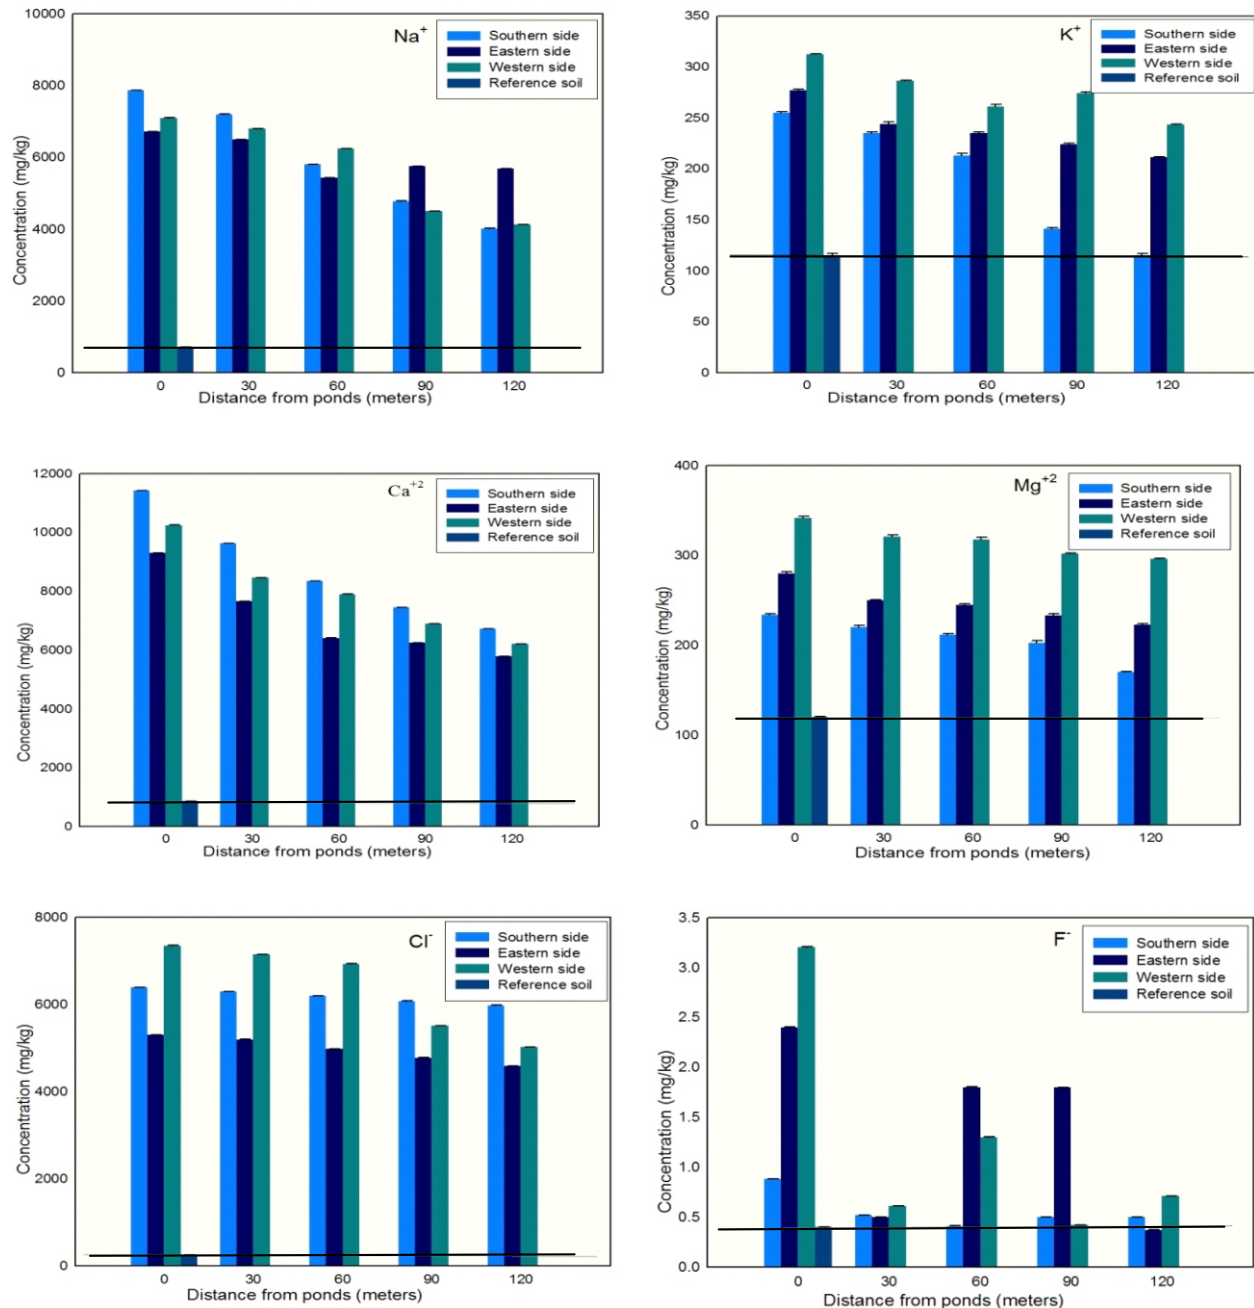 Na+
Southern side
Eastern side
Western side
Reference soil
Concentration (mg/kg)
10000
8000
6000
4000
2000
0
0 30 60 90 120
Distance from ponds (meters)
K+
Southern side
Eastern side
Western side
Reference soil
Concentration (mg/kg)
350
300
250
200
150
100
50
0
0 30 60 90 120
Distance from ponds (meters)
Ca+2
Southern side
Eastern side
Western side
Reference soil
Concentration (mg/kg)
12000
10000
8000
6000
4000
2000
0
0 30 60 90 120
Distance from ponds (meters)
Mg+2
Southern side
Eastern side
Western side
Reference soil
Concentration (mg/kg)
400
300
200
100
0
0 30 60 90 120
Distance from ponds (meters)
Cl-
Southern side
Eastern side
Western side
Reference soil
Concentration (mg/kg)
8000
6000
4000
2000
0
0 30 60 90 120
Distance from ponds (meters)
F-
Southern side
Eastern side
Western side
Reference soil
Concentration (mg/kg)
3.5
3.0
2.5
2.0
1.5
1.0
0.5
0.0
0 30 60 90 120
Distance from ponds (meters)